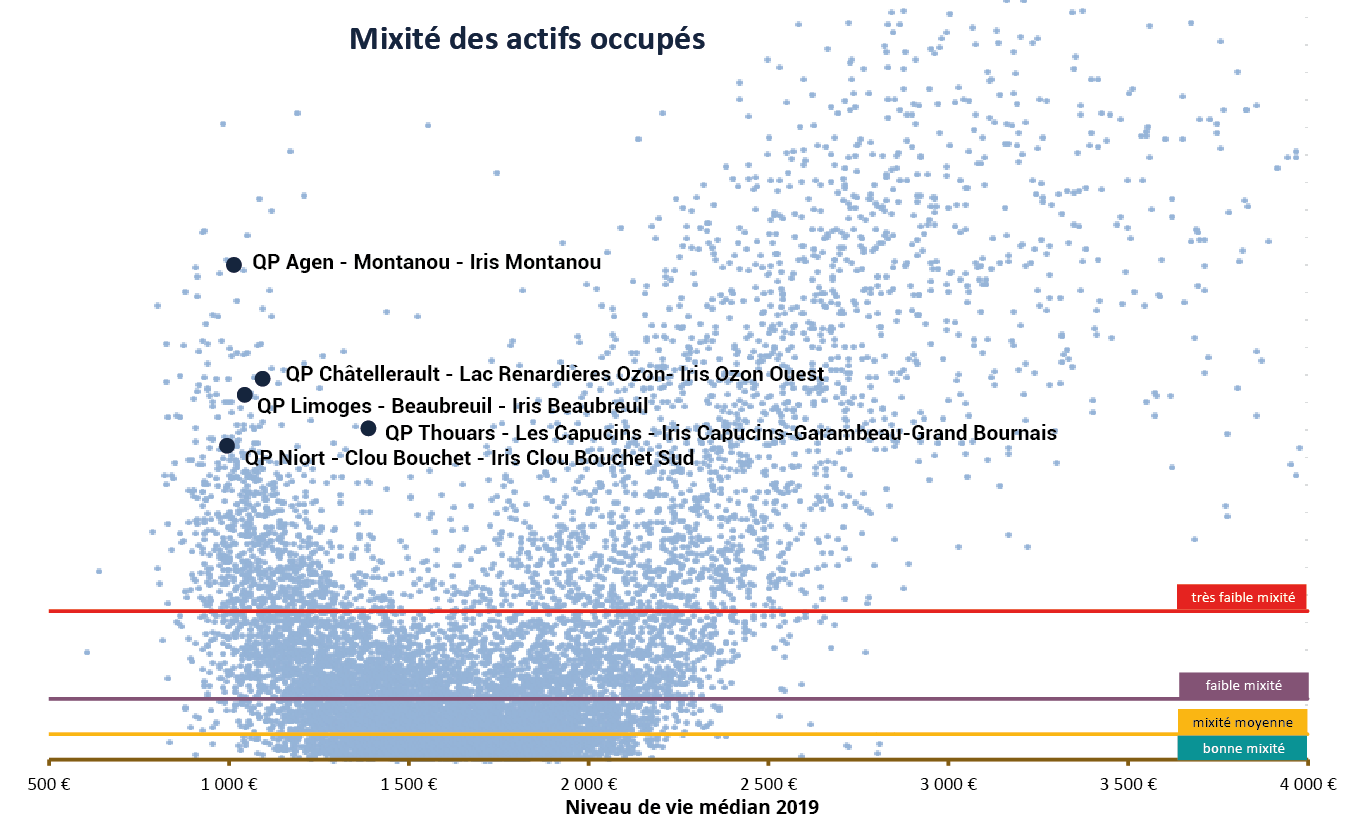 Mixité des actifs occupés
QP Agen - Montanou - Iris Montanou
QP Châtellerault - Lac Renardières Ozon- Iris Ozon Ouest
QP Limoges - Beaubreuil - Iris Beaubreuil
QP Thouars - Les Capucins - Iris Capucins-Garambeau-Grand Bournais
QP Niort - Clou Bouchet - Iris Clou Bouchet Sud
très faible mixité
faible mixité
mixité moyenne
bonne mixité
500 € 1 000 € 1 500 € 2 000 € 2 500 € 3 000 € 3 500 € 4 000 €
Niveau de vie médian 2019